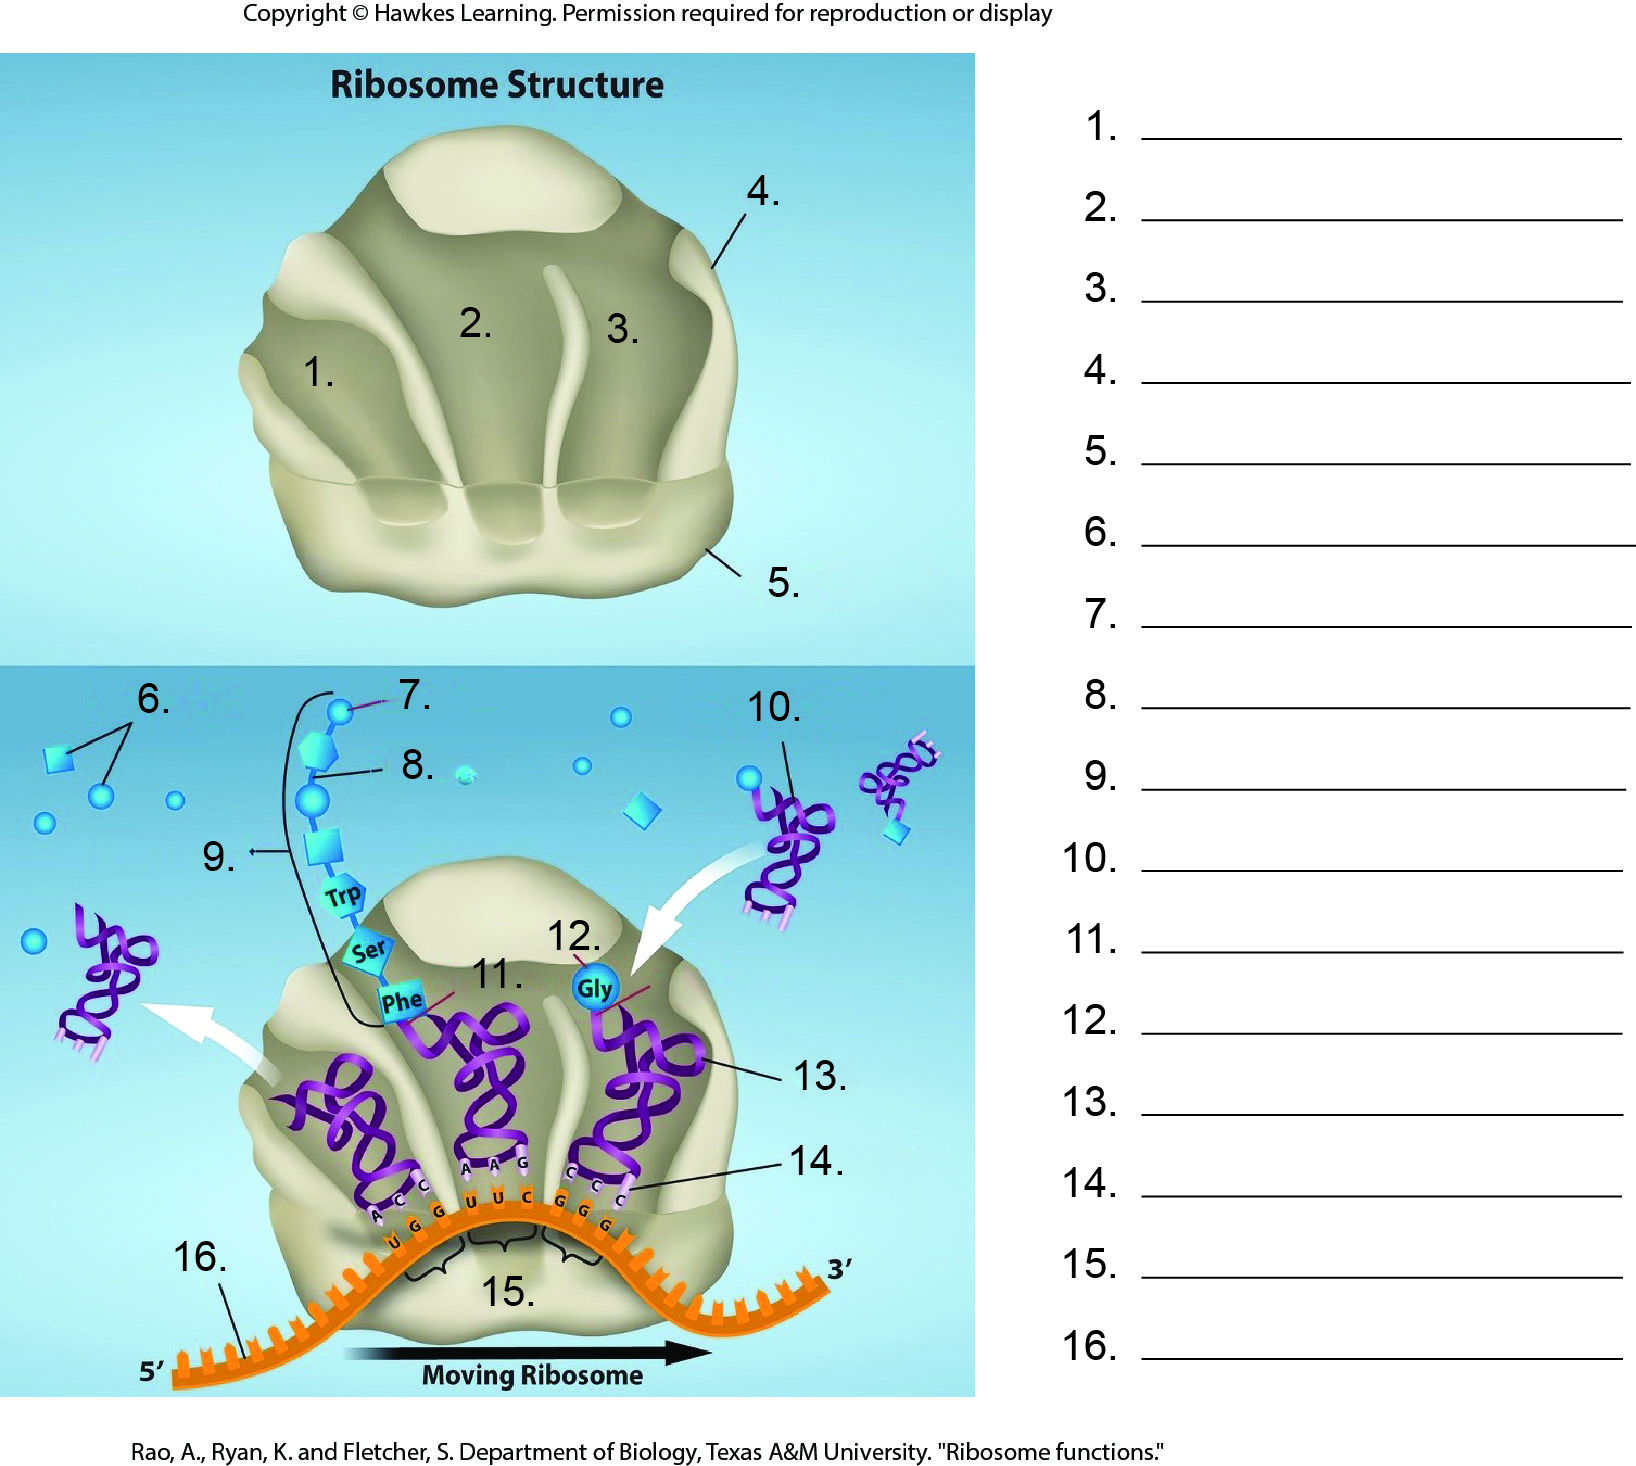 Copyright © Hawkes Learning. Permission required for reproduction or display
Ribosome Structure
4.
2.
3.
1.
5.
6.
7.
8.
9.
10.
Trp
Ser
Phe
11.
12.
Gly
13.
14.
A C C
A A G
C C C
U G G U U C G G G
15.
16.
5′
3′
Moving Ribosome
1.
2.
3.
4.
5.
6.
7.
8.
9.
10.
11.
12.
13.
14.
15.
16.
Rao, A., Ryan, K. and Fletcher, S. Department of Biology, Texas A&M University. "Ribosome functions."